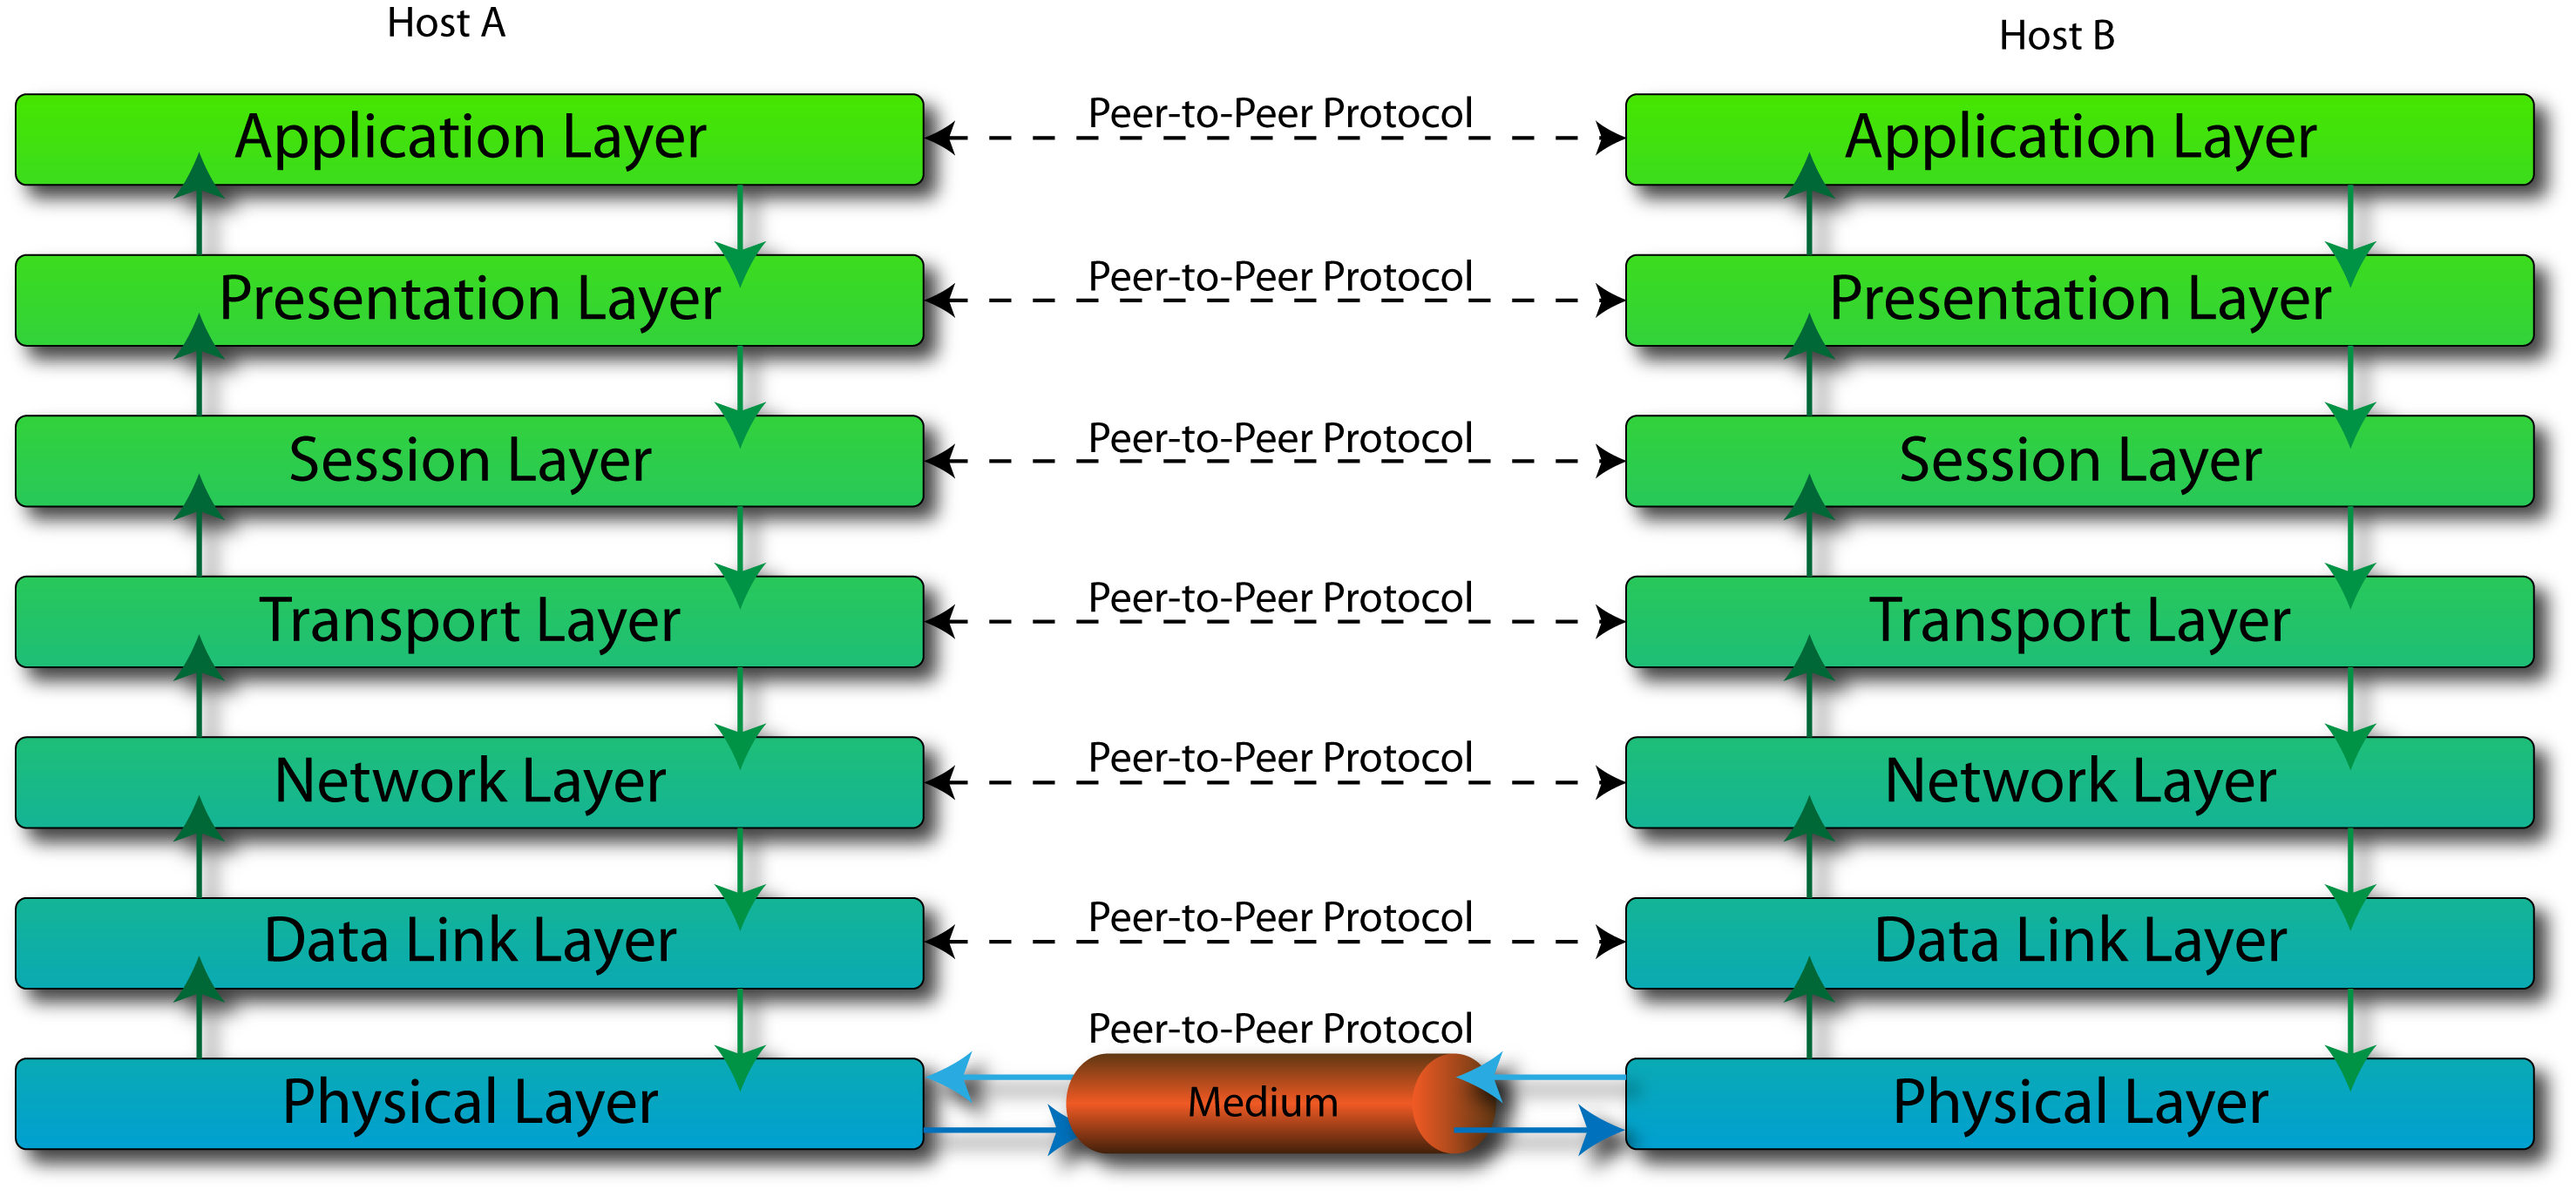 Host A
Host B
Application Layer
Peer-to-Peer Protocol
Application Layer
Presentation Layer
Peer-to-Peer Protocol
Presentation Layer
Session Layer
Peer-to-Peer Protocol
Session Layer
Transport Layer
Peer-to-Peer Protocol
Transport Layer
Network Layer
Peer-to-Peer Protocol
Network Layer
Data Link Layer
Peer-to-Peer Protocol
Data Link Layer
Peer-to-Peer Protocol
Physical Layer
Medium
Physical Layer